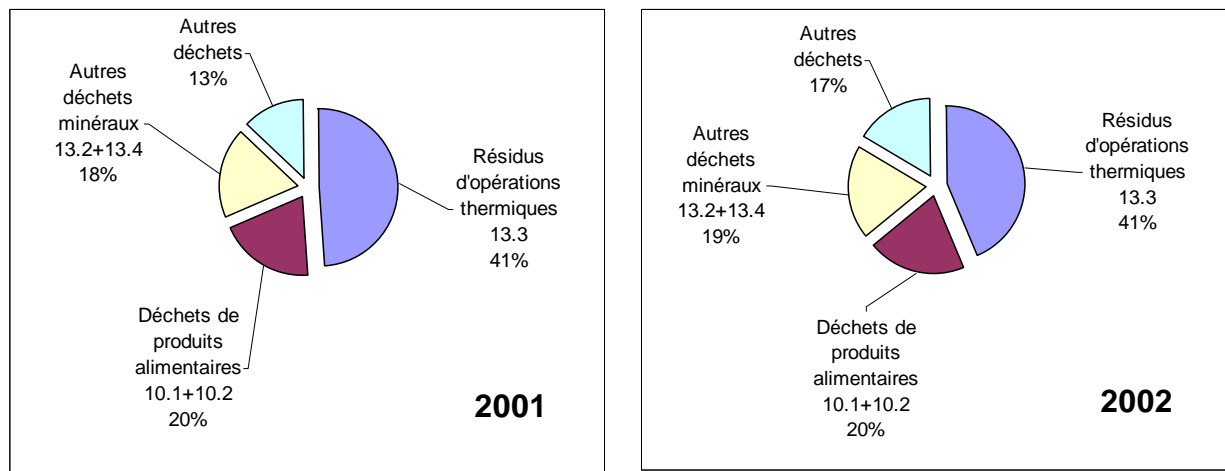 Autres
déchets
13%
Autres
déchets
minéraux
13.2+13.4
18%
Résidus
d'opérations
thermiques
13.3
41%
Déchets de
produits
alimentaires
10.1+10.2
20%
2001
Autres
déchets
17%
Autres
déchets
minéraux
13.2+13.4
19%
Résidus
d'opérations
thermiques
13.3
41%
Déchets de
produits
alimentaires
10.1+10.2
20%
2002